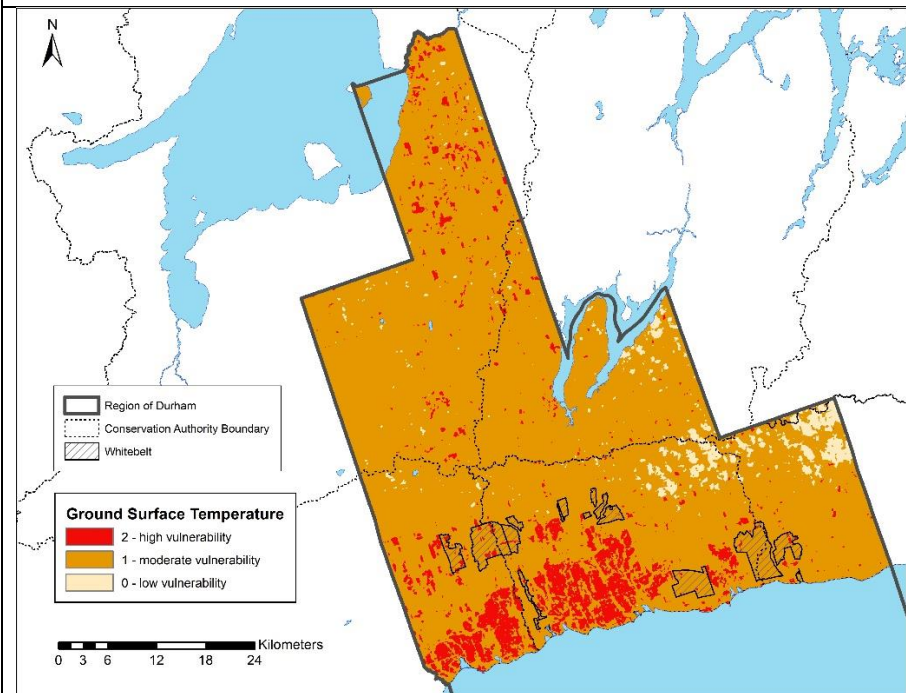 N
Region of Durham
Conservation Authority Boundary
Whitebelt
Ground Surface Temperature
2 - high vulnerability
1 - moderate vulnerability
0 - low vulnerability
Kilometers
0 3 6 12 18 24